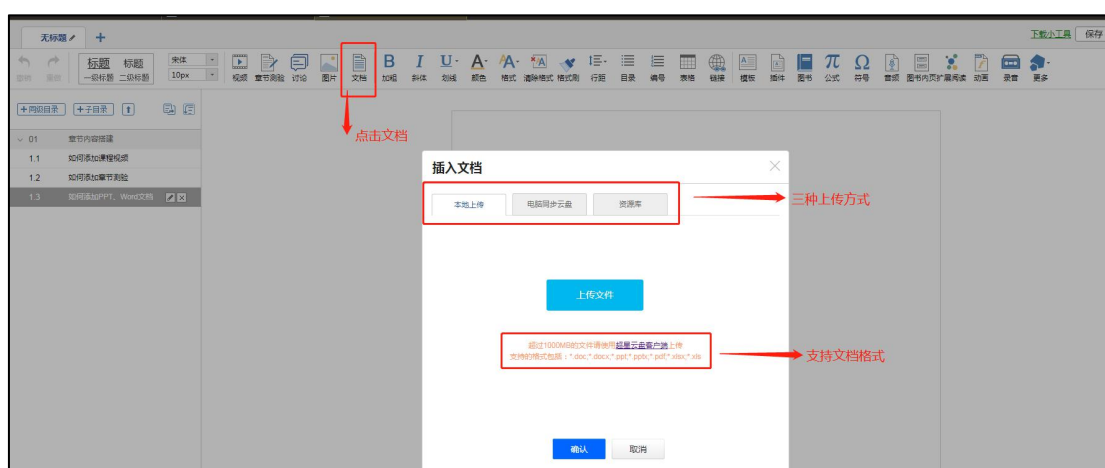 无标题
+
下载小工具 保存
标题 标题
一级标题 二级标题
宋体
10px
撤销 重做 视频 章节测验 讨论 图片 文档 加粗 斜体 划线 颜色 格式 清除格式 格式刷 行距 目录 编号 表格 链接 模板 插件 图书 公式 符号 音频 图书内页 扩展阅读 动画 录音 更多
+同级目录 +子目录
点击文档
01 章节内容搭建
1.1 如何添加课程视频
1.2 如何添加章节测验
1.3 如何添加PPT、Word文档
插入文档
本地上传 电脑同步云盘 资源库
三种上传方式
上传文件
超过1000MB的文件请使用超星云盘客户端上传
支持的格式包括：*.doc,*.docx,*.ppt,*.pptx,*.pdf,*.xlsx,*.xls
支持文档格式
确认 取消